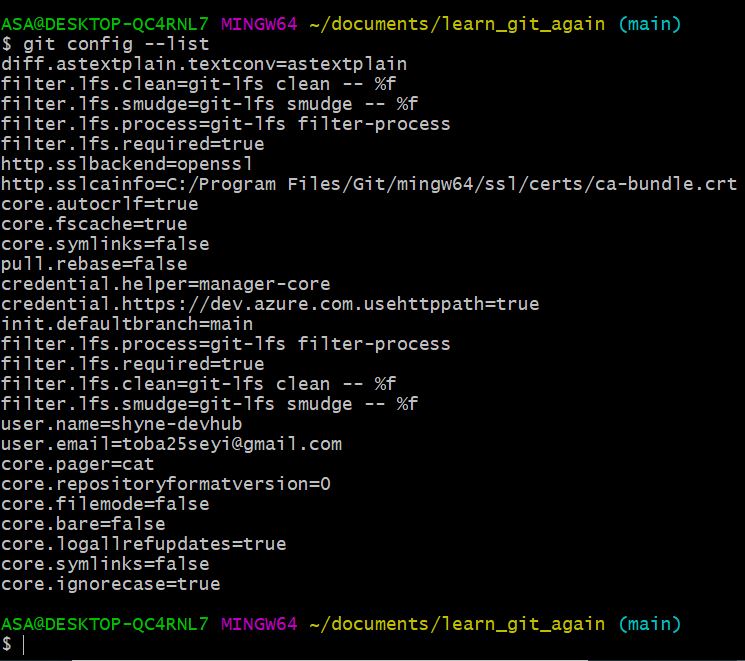 ASA@DESKTOP-QC4RNL7 MINGW64 ~/documents/learn_git_again (main)
$ git config --list
diff.astextplain.textconv=astextplain
filter.lfs.clean=git-lfs clean -- %f
filter.lfs.smudge=git-lfs smudge -- %f
filter.lfs.process=git-lfs filter-process
filter.lfs.required=true
http.sslbackend=openssl
http.sslcainfo=C:/Program Files/Git/mingw64/ssl/certs/ca-bundle.crt
core.autocrlf=true
core.fscache=true
core.symlinks=false
pull.rebase=false
credential.helper=manager-core
credential.https://dev.azure.com.usehttppath=true
init.defaultbranch=main
filter.lfs.process=git-lfs filter-process
filter.lfs.required=true
filter.lfs.clean=git-lfs clean -- %f
filter.lfs.smudge=git-lfs smudge -- %f
user.name=shyne-devhub
user.email=toba25seyi@gmail.com
core.pager=cat
core.repositoryformatversion=0
core.filemode=false
core.bare=false
core.logallrefupdates=true
core.symlinks=false
core.ignorecase=true
ASA@DESKTOP-QC4RNL7 MINGW64 ~/documents/learn_git_again (main)
$